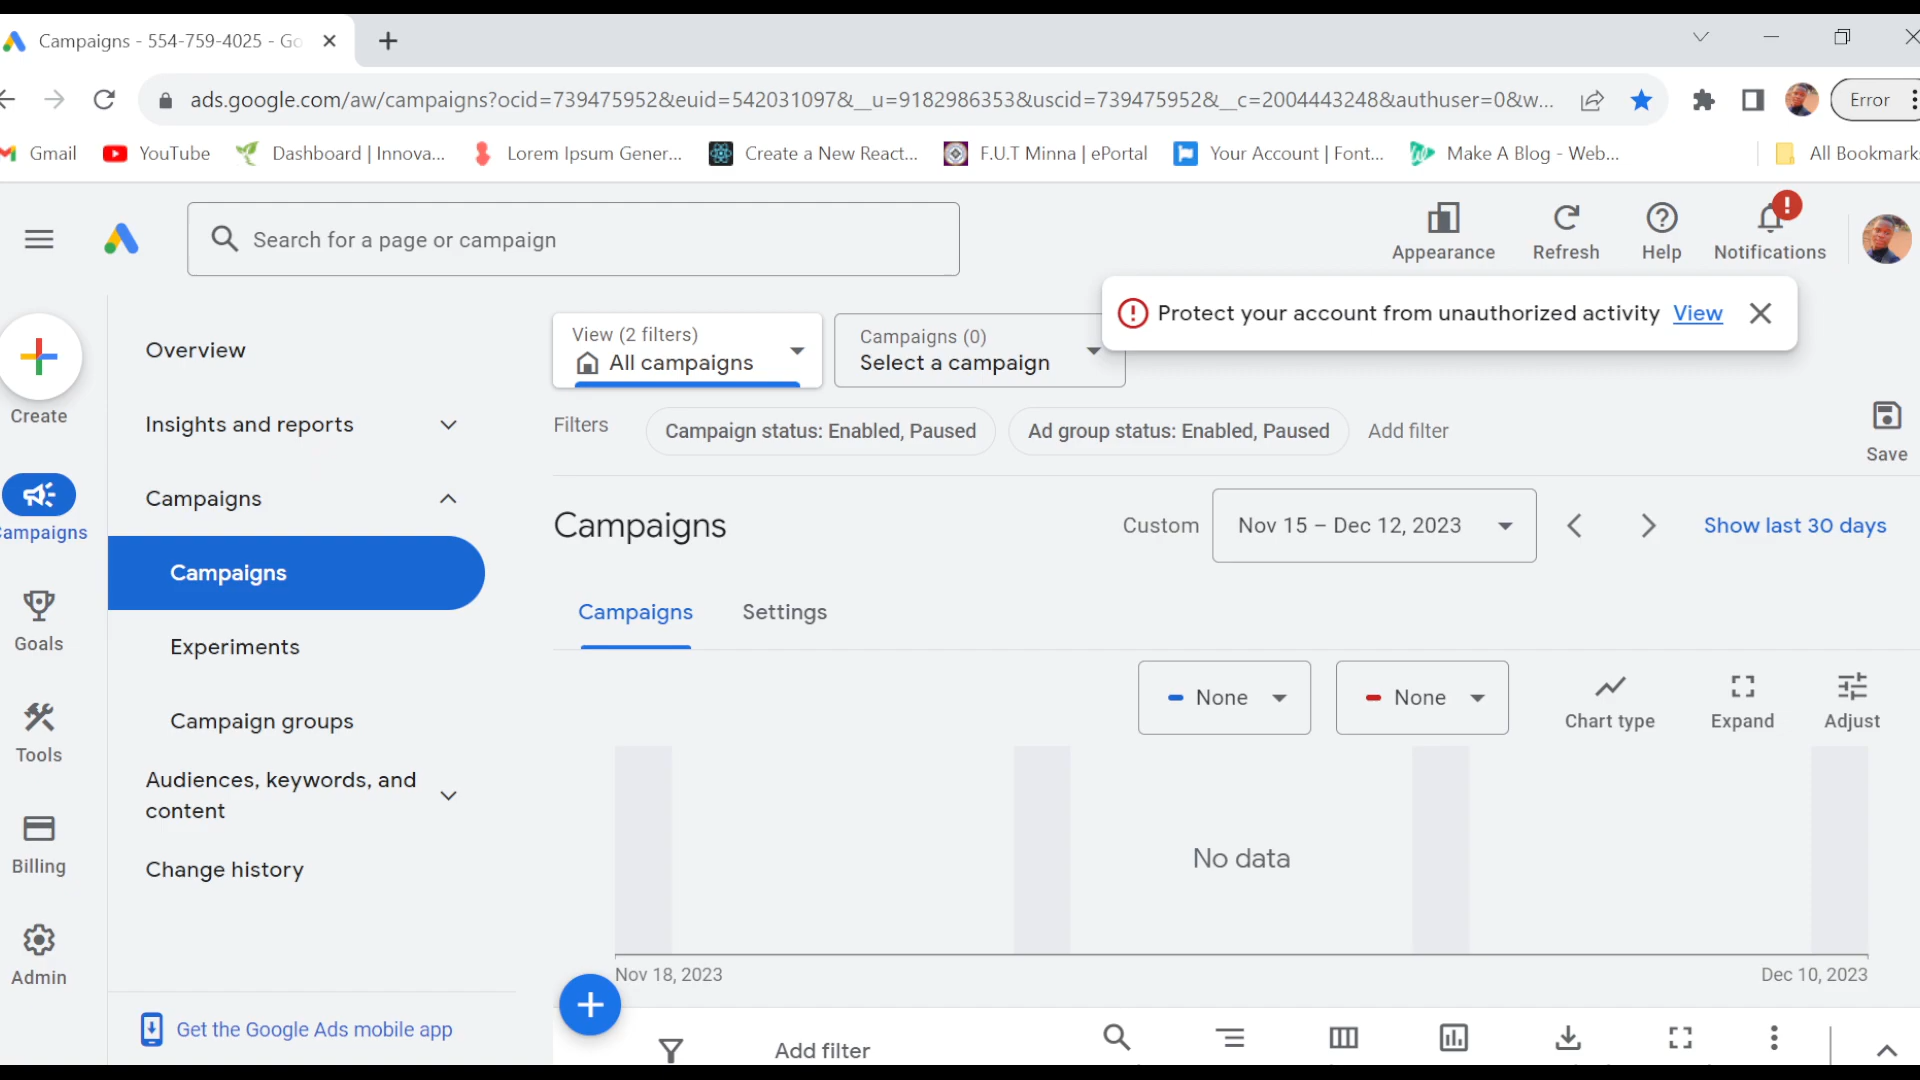 Campaigns - 554-759-4025 - Go
ads.google.com/aw/campaigns?ocid=739475952&euid=542031097&__u=9182986353&uscid=739475952&__c=2004443248&authuser=0&w...
Error
Gmail
YouTube
Dashboard | Innova...
Lorem Ipsum Gener...
Create a New React...
F.U.T Minna | ePortal
Your Account | Font...
Make A Blog - Web...
All Bookmark
Search for a page or campaign
Appearance
Refresh
Help
Notifications
Protect your account from unauthorized activity View
Create
Campaigns
Goals
Tools
Billing
Admin
Overview
Insights and reports
Campaigns
Campaigns
Experiments
Campaign groups
Audiences, keywords, and
content
Change history
Get the Google Ads mobile app
View (2 filters)
All campaigns
Campaigns (0)
Select a campaign
Filters
Campaign status: Enabled, Paused
Ad group status: Enabled, Paused
Add filter
Save
Campaigns
Custom
Nov 15 – Dec 12, 2023
Show last 30 days
Campaigns
Settings
None
None
Chart type
Expand
Adjust
No data
Nov 18, 2023
Dec 10, 2023
Add filter